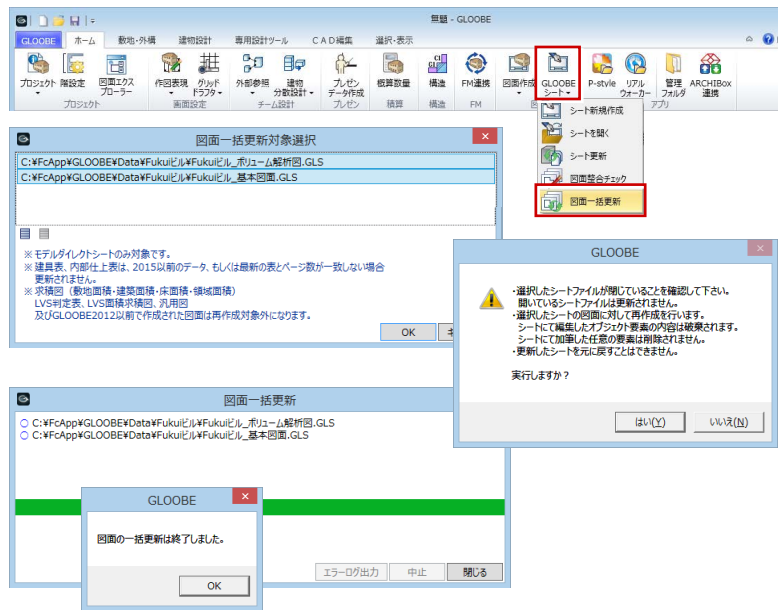 無題 - GLOOBE
GLOOBE ホーム 敷地・外構 建物設計 専用設計ツール CAD編集 選択・表示
プロジェクト 階設定 図面エクスプローラー 作図表現 グリッドドラフタ 外部参照 建物分散設計 プレゼンデータ作成 概算数量 構造 FM連携 図面作成 GLOOBEシート P-style リアルウォーカー 管理フォルダ ARCHIBox連携
プロジェクト 画面設定 チーム設計 プレゼン 積算 構造 FM 図 アプリ
シート新規作成
シートを開く
シート更新
図面整合チェック
図面一括更新
図面一括更新対象選択
C:¥FcApp¥GLOOBE¥Data¥Fukuiビル¥Fukuiビル_ボリューム解析図.GLS
C:¥FcApp¥GLOOBE¥Data¥Fukuiビル¥Fukuiビル_基本図面.GLS
※ モデルダイレクトシートのみ対象です。
※ 建具表、内部仕上表は、2015以前のデータ、もしくは最新の表とページ数が一致しない場合
更新されません。
※ 求積図（敷地面積・建築面積・床面積・領域面積）
LVS判定表、LVS面積求積図、汎用図
及びGLOOBE2012以前で作成された図面は再作成対象外になります。
OK キ
GLOOBE
・選択したシートファイルが閉じていることを確認して下さい。
開いているシートファイルは更新されません。
・選択したシートの図面に対して再作成を行います。
シートにて編集したオブジェクト要素の内容は破棄されます。
シートにて加筆した任意の要素は削除されません。
・更新したシートを元に戻すことはできません。
実行しますか？
はい(Y) いいえ(N)
図面一括更新
○ C:¥FcApp¥GLOOBE¥Data¥Fukuiビル¥Fukuiビル_ボリューム解析図.GLS
○ C:¥FcApp¥GLOOBE¥Data¥Fukuiビル¥Fukuiビル_基本図面.GLS
GLOOBE
図面の一括更新は終了しました。
OK
エラーログ出力 中止 閉じる